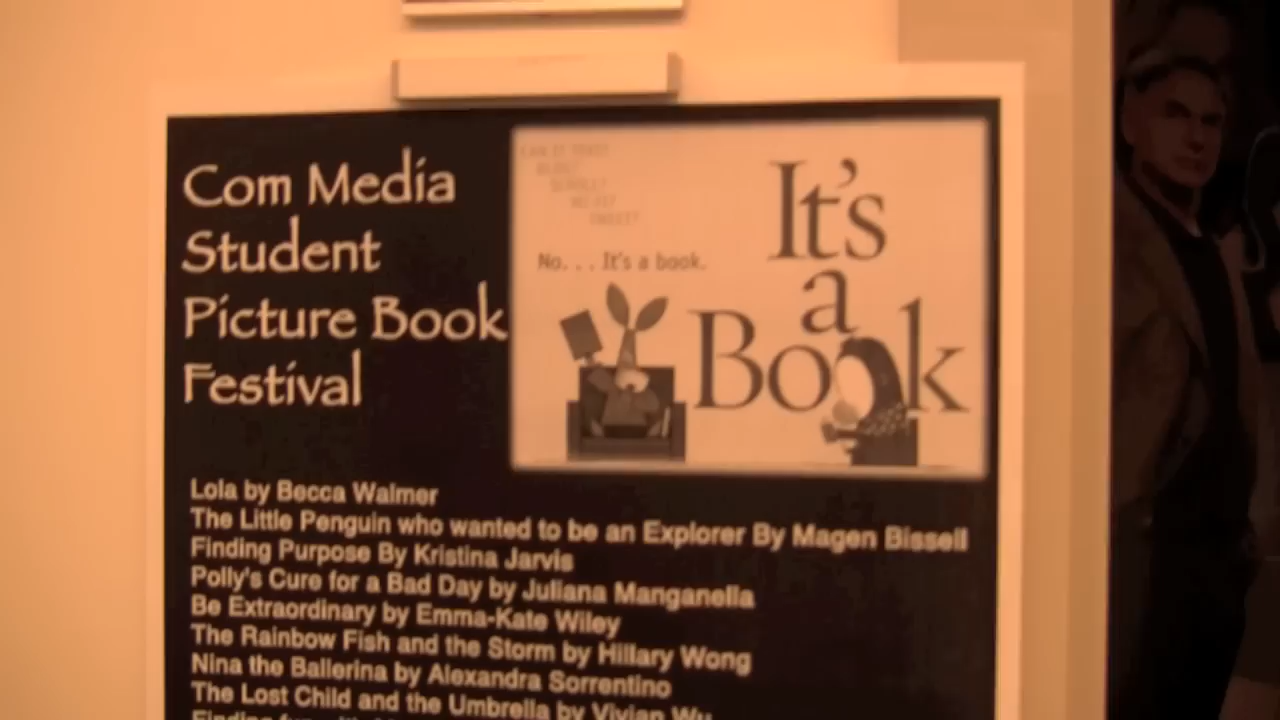 Com Media
Student
Picture Book
Festival
No... It's a book.
It's
a
Book
Lola by Becca Walmer
The Little Penguin who wanted to be an Explorer By Magen Bissell
Finding Purpose By Kristina Jarvis
Polly's Cure for a Bad Day by Juliana Manganella
Be Extraordinary by Emma-Kate Wiley
The Rainbow Fish and the Storm by Hillary Wong
Nina the Ballerina by Alexandra Sorrentino
The Lost Child and the Umbrella by Vivian Wu